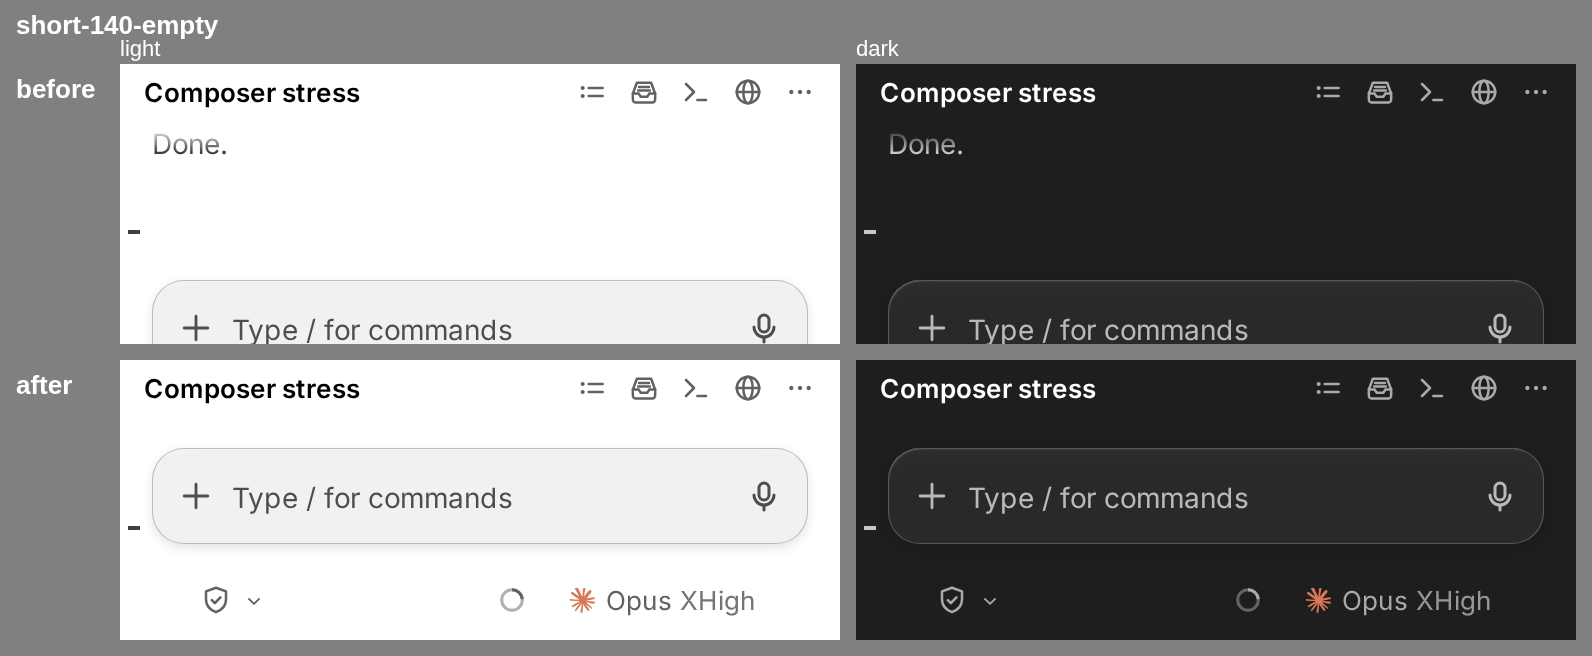 short-140-empty
light
dark
before
Composer stress
Done.
Type / for commands
Composer stress
Done.
Type / for commands
after
Composer stress
Type / for commands
Opus XHigh
Composer stress
Type / for commands
Opus XHigh